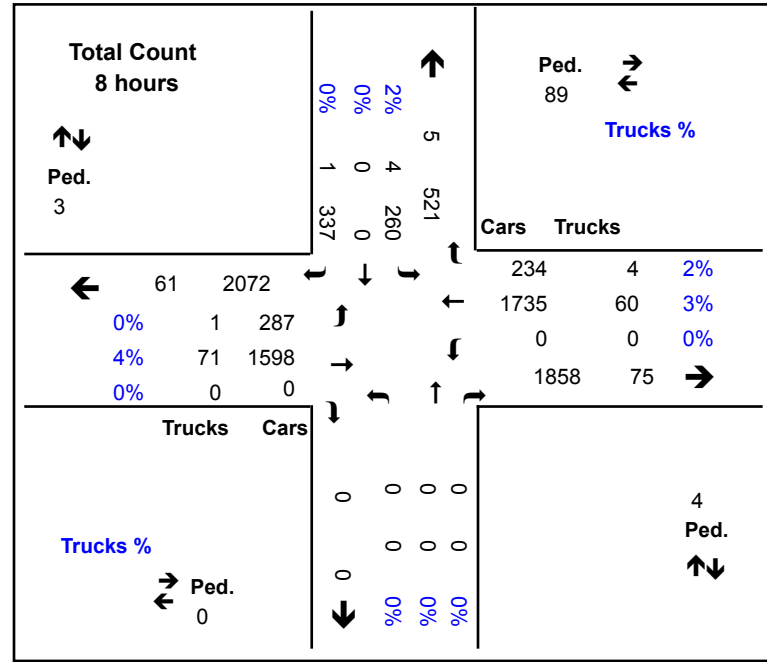 Total Count
8 hours
Ped.
3
0% 0% 2%
1 0 4 5
337 0 260 521
Ped.
89
Trucks %
Cars Trucks
234 4 2%
1735 60 3%
0 0 0%
1858 75
61 2072
0% 1 287
4% 71 1598
0% 0 0
Trucks Cars
Trucks %
Ped.
0
0 0 0 0
0 0 0 0
0% 0% 0%
4
Ped.